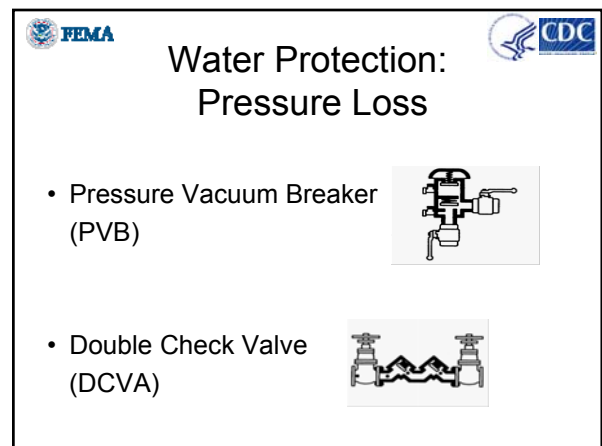 FEMA
CDC
Water Protection:
Pressure Loss
• Pressure Vacuum Breaker
(PVB)
• Double Check Valve
(DCVA)